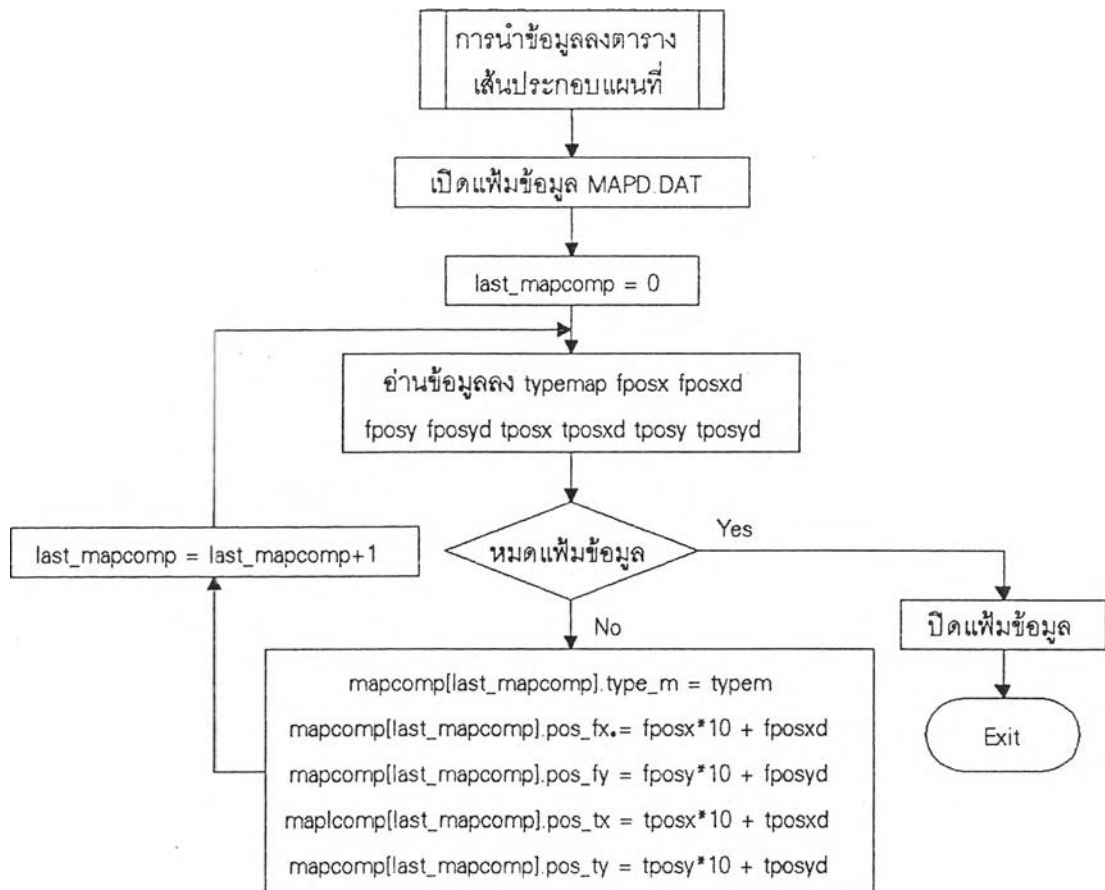 การนำข้อมูลลงตาราง
เส้นประกอบแผนที่
เปิดแฟ้มข้อมูล MAPD.DAT
last_mapcomp = 0
อ่านข้อมูลลง typemap fposx fposxd
fposy fposyd tposx tposxd tposy tposyd
หมดแฟ้มข้อมูล
Yes
No
last_mapcomp = last_mapcomp+1
ปิดแฟ้มข้อมูล
Exit
mapcomp[last_mapcomp].type_m = typem
mapcomp[last_mapcomp].pos_fx.= fposx*10 + fposxd
mapcomp[last_mapcomp].pos_fy = fposy*10 + fposyd
maplcomp[last_mapcomp].pos_tx = tposx*10 + tposxd
mapcomp[last_mapcomp].pos_ty = tposy*10 + tposyd